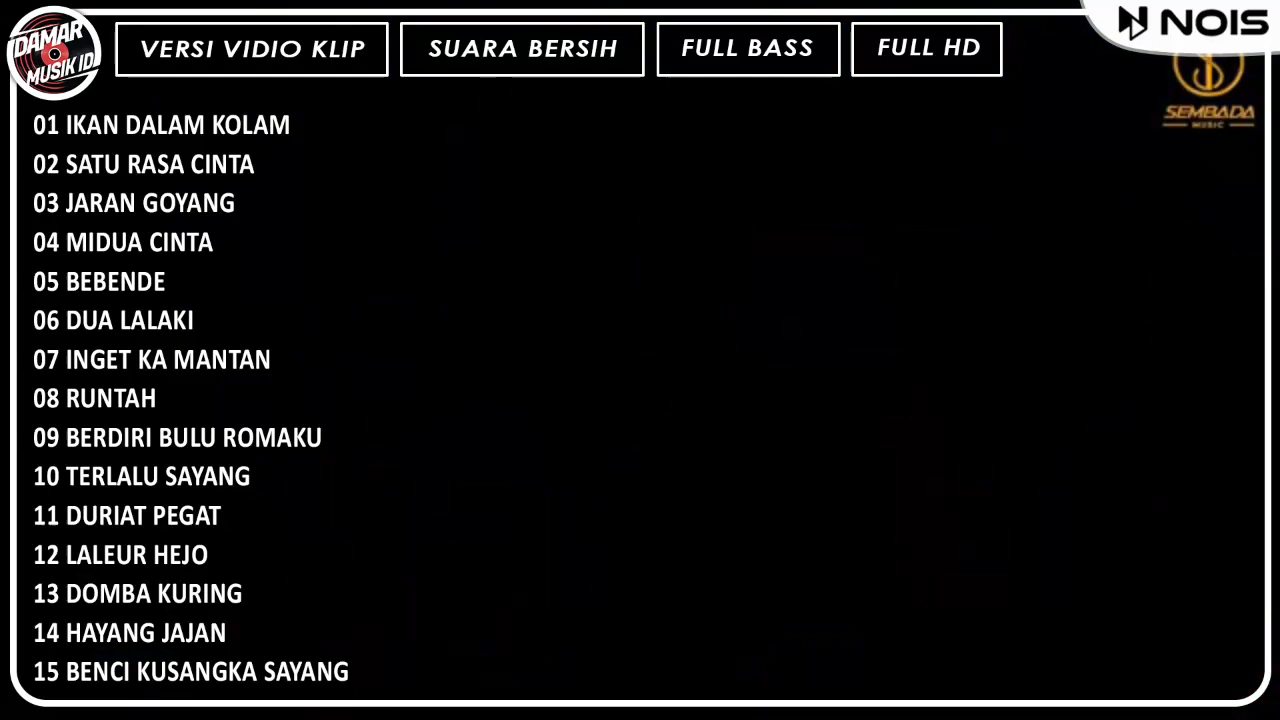 DAMAR
MUSIK ID
VERSI VIDIO KLIP
SUARA BERSIH
FULL BASS
FULL HD
NOIS
SEMBADA
MUSIC
01 IKAN DALAM KOLAM
02 SATU RASA CINTA
03 JARAN GOYANG
04 MIDUA CINTA
05 BEBENDE
06 DUA LALAKI
07 INGET KA MANTAN
08 RUNTAH
09 BERDIRI BULU ROMAKU
10 TERLALU SAYANG
11 DURIAT PEGAT
12 LALEUR HEJO
13 DOMBA KURING
14 HAYANG JAJAN
15 BENCI KUSANGKA SAYANG